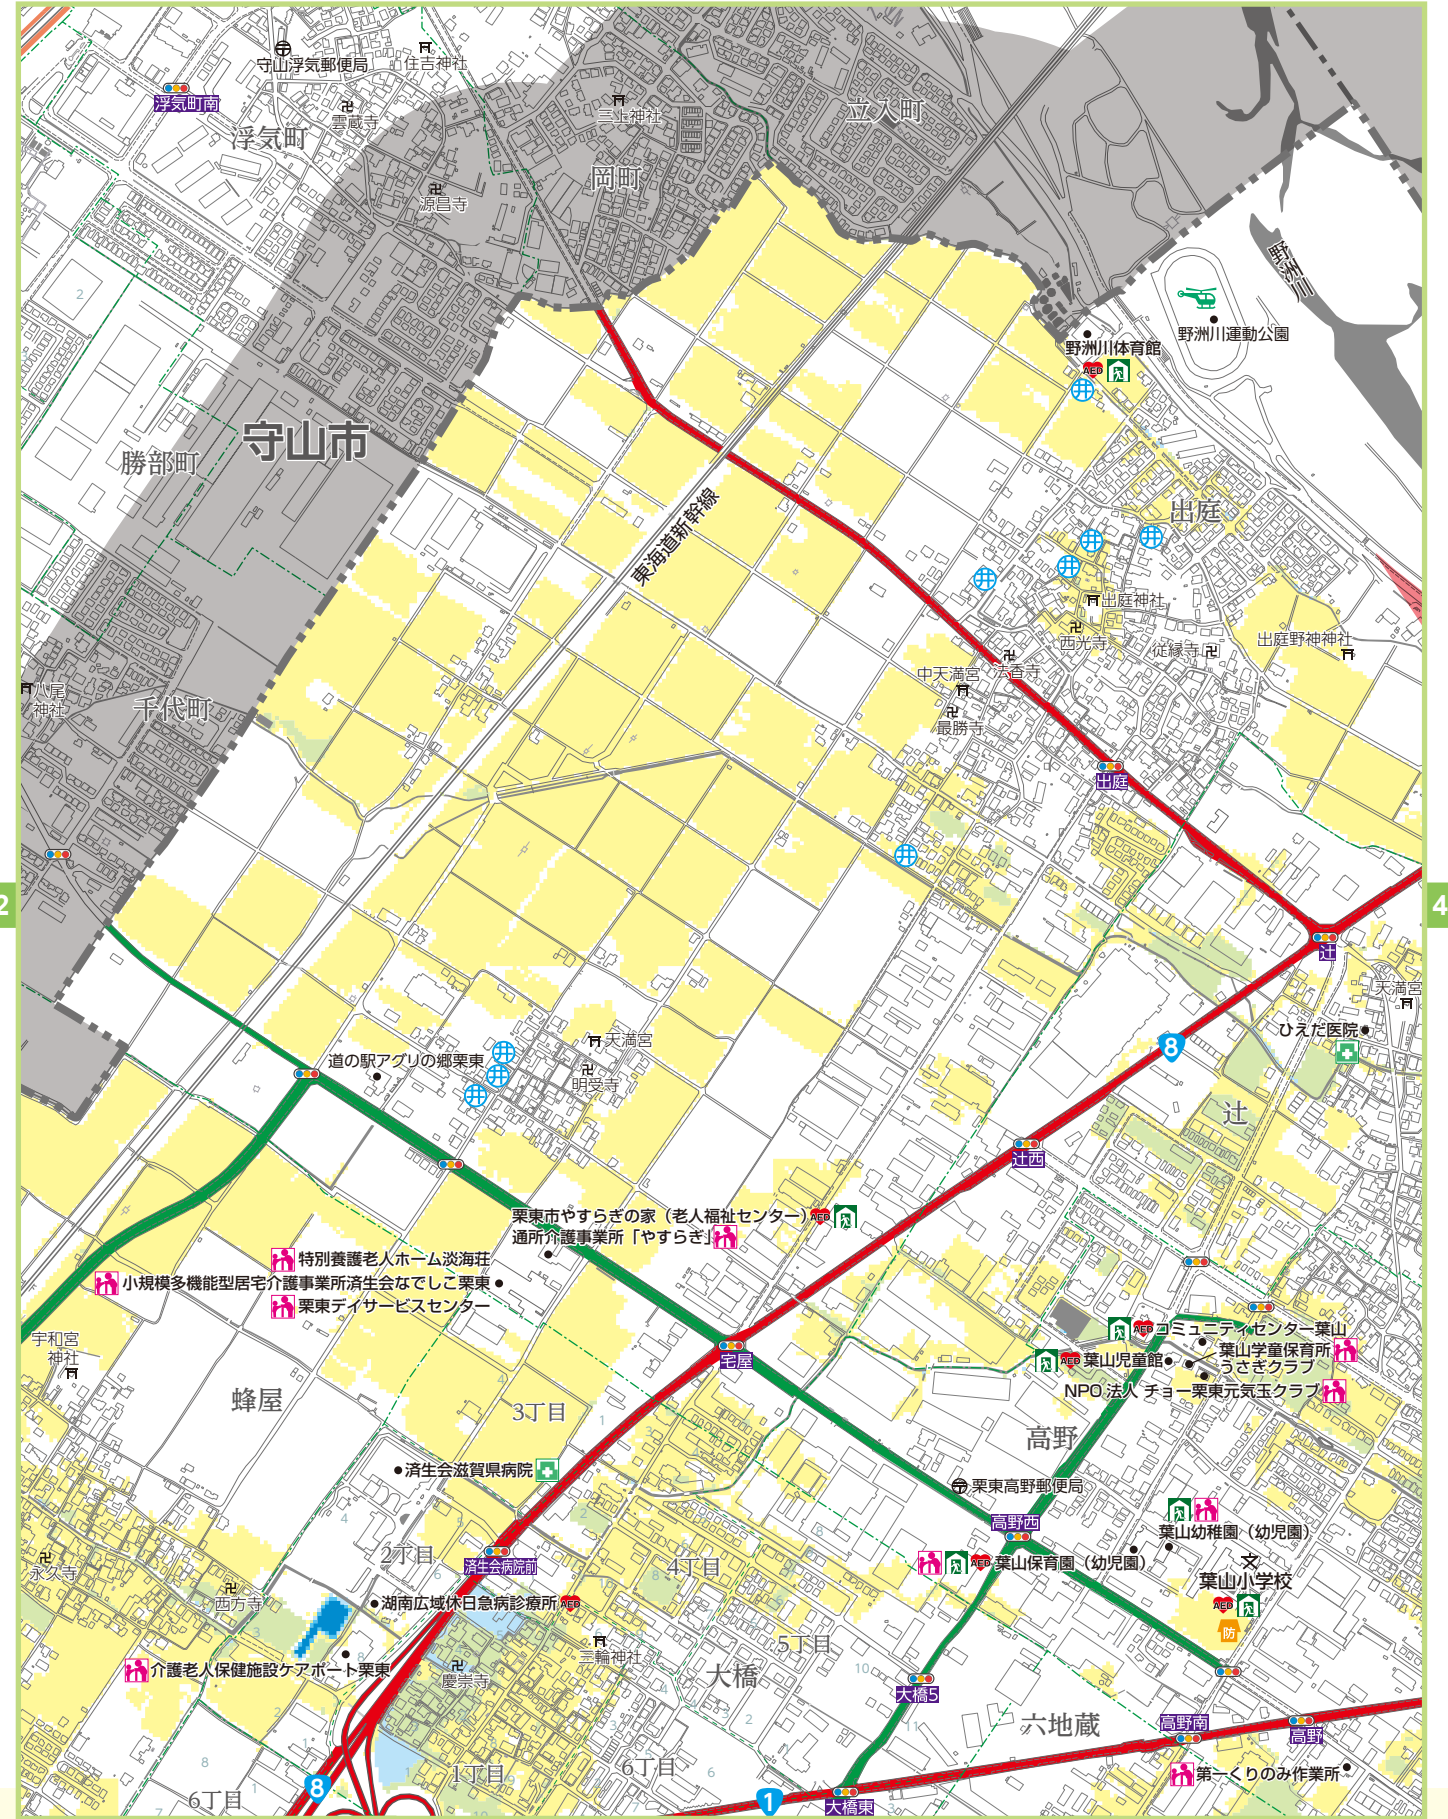 守山浮気郵便局
住吉神社
浮気町南
三上神社
立入町
雲蔵寺
浮気町
岡町
源昌寺
野洲川
2
野洲川運動公園
野洲川体育館
AED
守山市
勝部町
東海道新幹線
出庭
出庭神社
西光寺
従縁寺
出庭野神神社
法香寺
中天満宮
八尾
神社
千代町
最勝寺
出庭
2
4
辻
天満宮
ひえだ医院
天満宮
道の駅アグリの郷栗東
8
明受寺
辻
辻西
栗東市やすらぎの家（老人福祉センター）
AED
通所介護事業所「やすらぎ」
特別養護老人ホーム淡海荘
小規模多機能型居宅介護事業所済生会なでしこ栗東
栗東デイサービスセンター
宇和宮
神社
宅屋
AED
コミュニティセンター葉山
葉山学童保育所
うさぎクラブ
AED
葉山児童館
NPO 法人 チョー栗東元気玉クラブ
蜂屋
3丁目
高野
済生会滋賀県病院
栗東高野郵便局
高野西
葉山幼稚園（幼児園）
2丁目
済生会病院前
4丁目
AED
葉山保育園（幼児園）
永久寺
西方寺
湖南広域休日急病診療所
AED
葉山小学校
AED
防
三輪神社
5丁目
介護老人保健施設ケアポート栗東
慶崇寺
大橋
大橋5
六地蔵
高野南
高野
1丁目
6丁目
第一くりのみ作業所
6丁目
8
1
大橋東